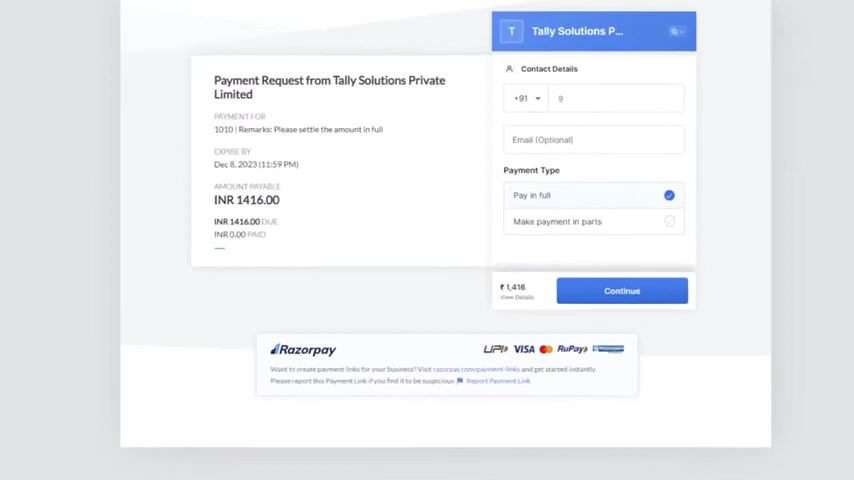 T Tally Solutions P...
Contact Details
+91 9
Email (Optional)
Payment Type
Pay in full
Make payment in parts
₹ 1,416
View Details
Continue
Payment Request from Tally Solutions Private
Limited
PAYMENT FOR
1010 | Remarks: Please settle the amount in full
EXPIRE BY
Dec 8, 2023 (11:59 PM)
AMOUNT PAYABLE
INR 1416.00
INR 1416.00 DUE
INR 0.00 PAID
Razorpay UPI VISA RuPay
Want to create payment links for your business? Visit razorpay.com/payment-links and get started instantly.
Please report this Payment Link if you find it to be suspicious Report Payment Link